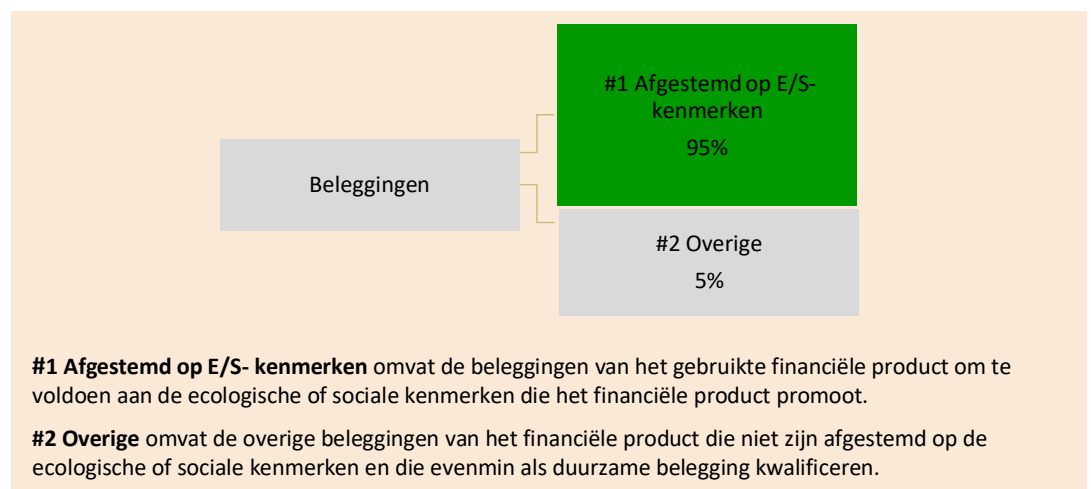 #1 Afgestemd op E/S-
kenmerken
95%
Beleggingen
#2 Overige
5%
#1 Afgestemd op E/S- kenmerken omvat de beleggingen van het gebruikte financiële product om te
voldoen aan de ecologische of sociale kenmerken die het financiële product promoot.
#2 Overige omvat de overige beleggingen van het financiële product die niet zijn afgestemd op de
ecologische of sociale kenmerken en die evenmin als duurzame belegging kwalificeren.